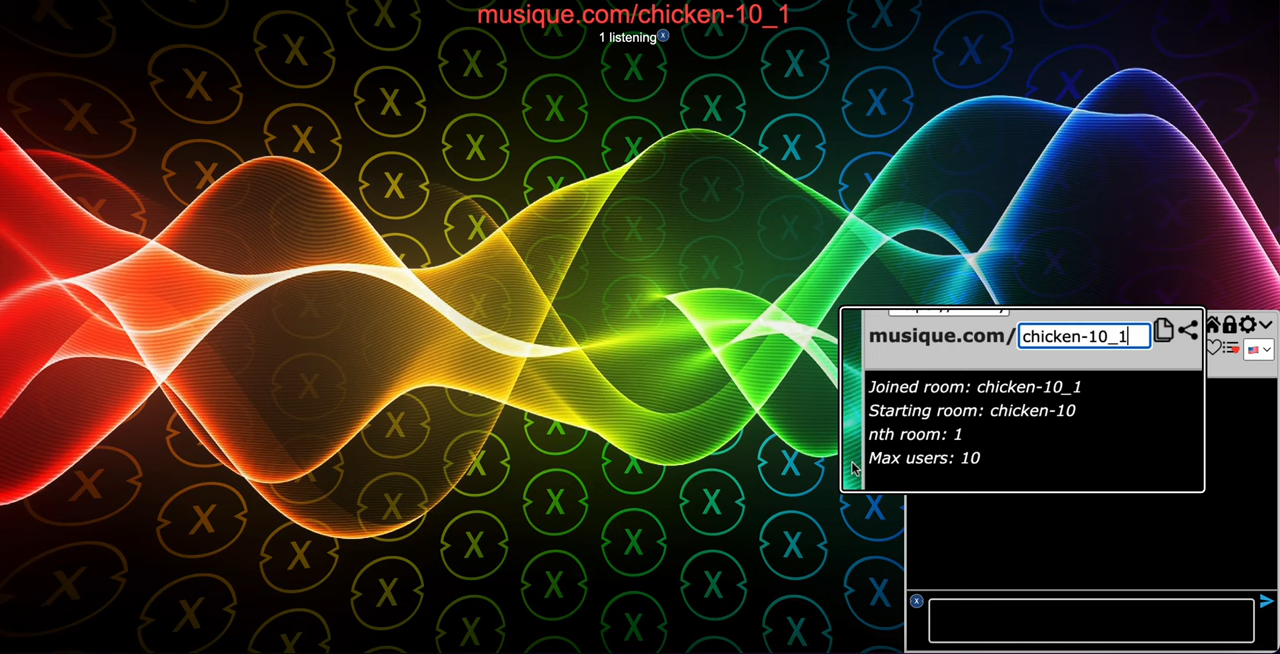 musique.com/chicken-10_1
1 listening
musique.com/ chicken-10_1
Joined room: chicken-10_1
Starting room: chicken-10
nth room: 1
Max users: 10